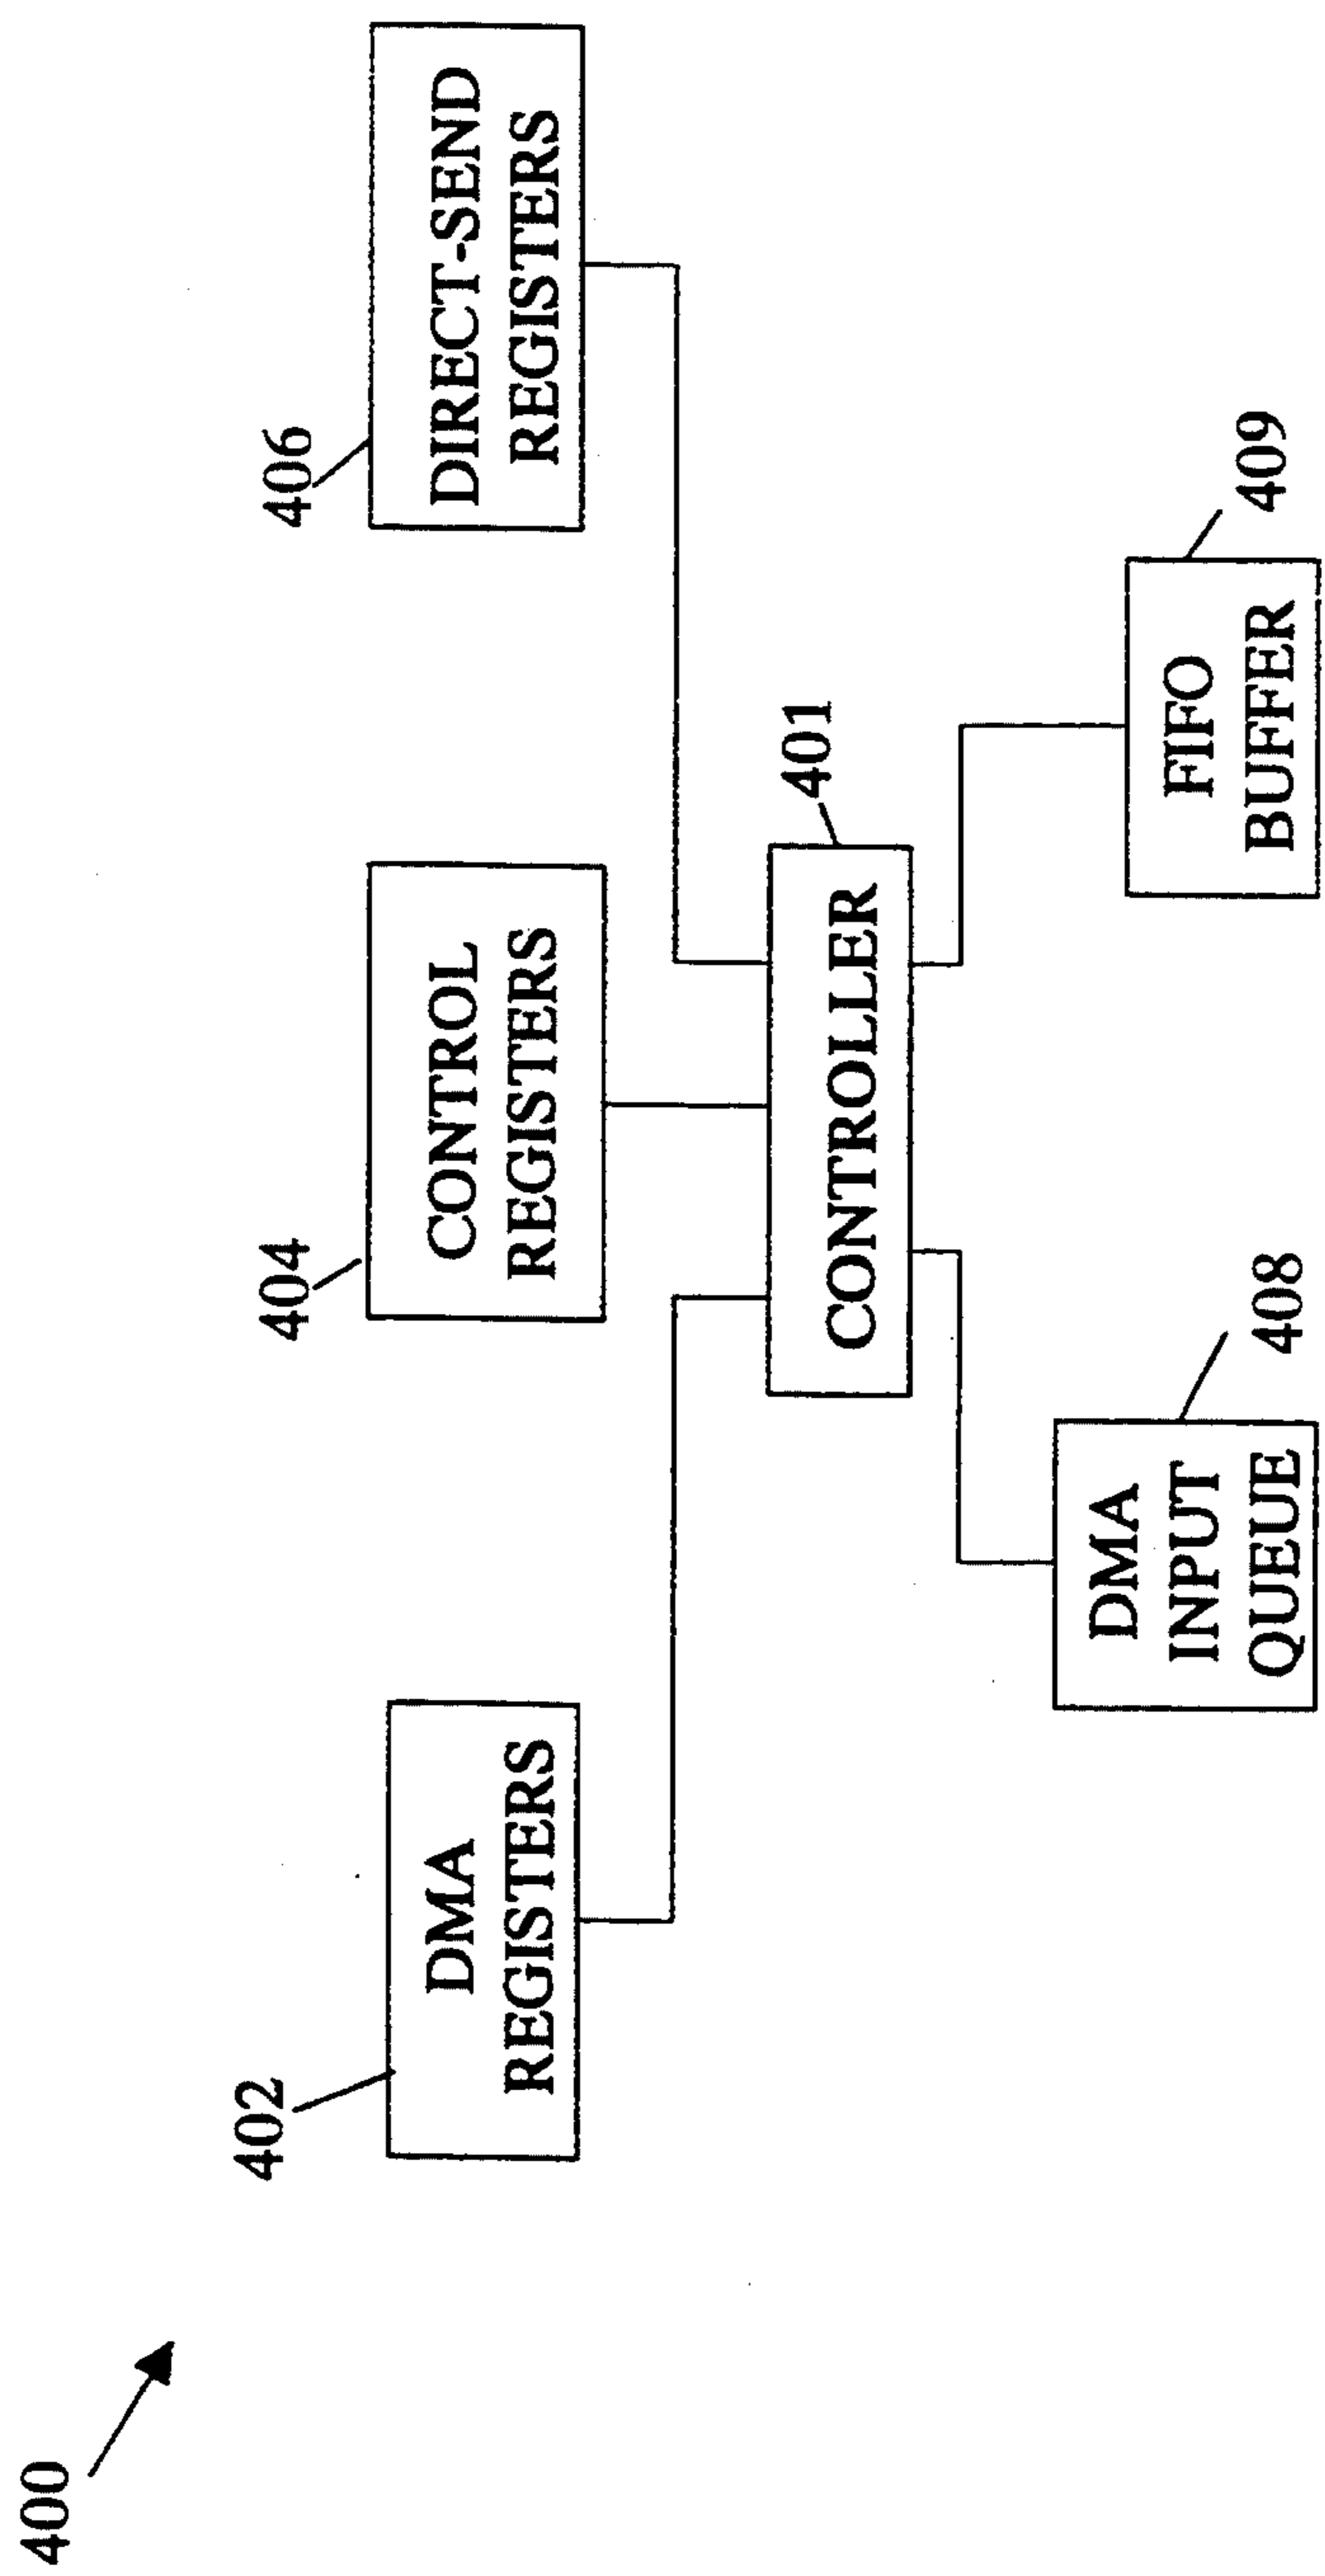 400
402
DMA
REGISTERS
404
CONTROL
REGISTERS
406
DIRECT-SEND
REGISTERS
401
CONTROLLER
408
DMA
INPUT
QUEUE
409
FIFO
BUFFER